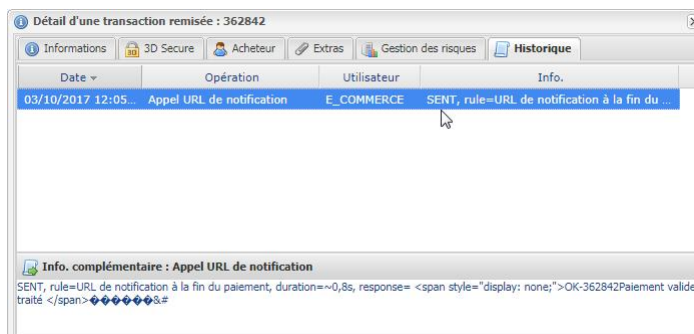 Détail d'une transaction remisée : 362842
Informations 3D Secure Acheteur Extras Gestion des risques Historique
Date Opération Utilisateur Info.
03/10/2017 12:05... Appel URL de notification E_COMMERCE SENT, rule=URL de notification à la fin du ...
Info. complémentaire : Appel URL de notification
SENT, rule=URL de notification à la fin du paiement, duration=~0,8s, response= <span style="display: none;">OK-362842Paiement valide
traité </span>������&#